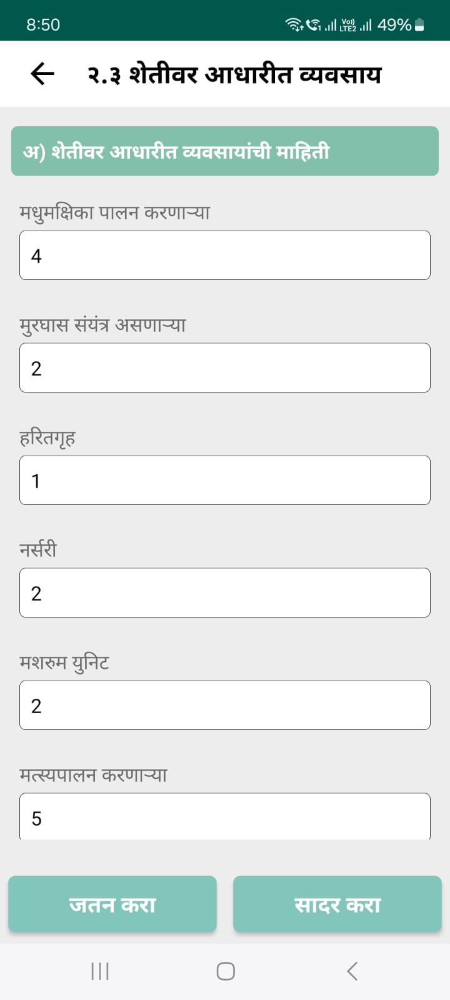 8:50
Vo))
LTE2
49%
२.३ शेतीवर आधारीत व्यवसाय
अ) शेतीवर आधारीत व्यवसायांची माहिती
मधुमक्षिका पालन करणाऱ्या
4
मुरघास संयंत्र असणाऱ्या
2
हरितगृह
1
नर्सरी
2
मशरुम युनिट
2
मत्स्यपालन करणाऱ्या
5
जतन करा
सादर करा